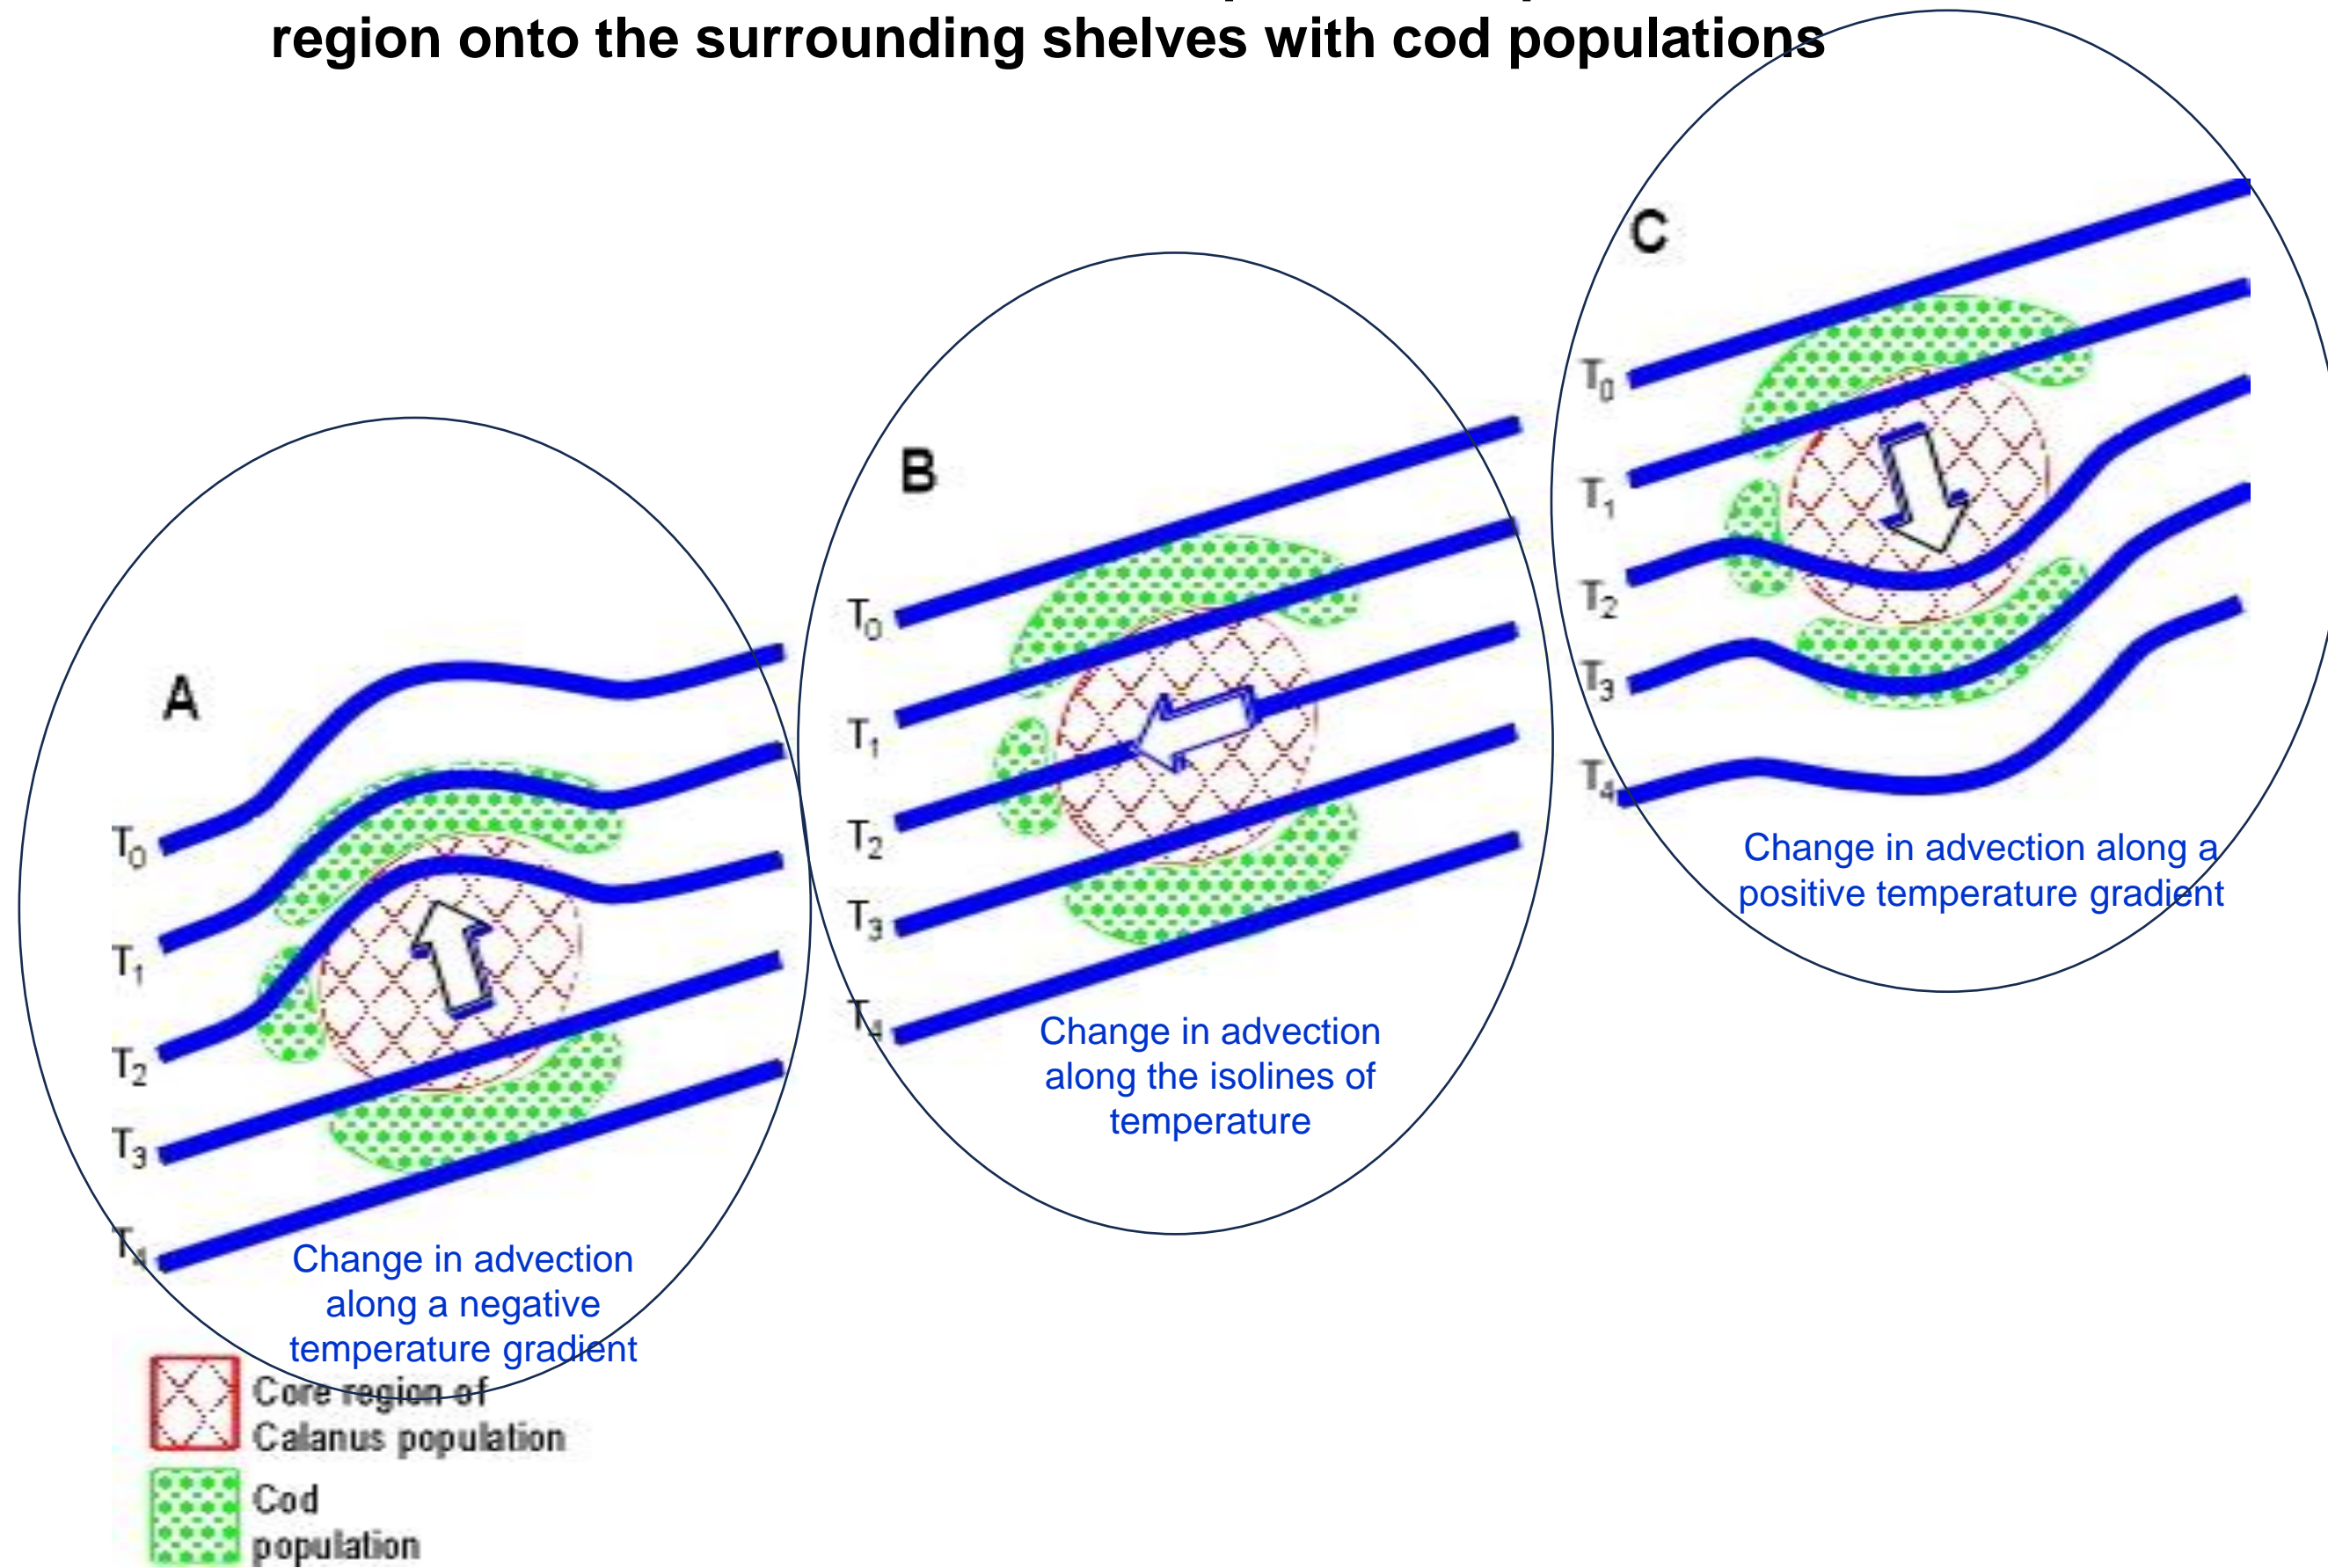 region onto the surrounding shelves with cod populations
A
T0
T1
T2
T3
T4
Change in advection
along a negative
temperature gradient
B
T0
T1
T2
T3
T4
Change in advection
along the isolines of
temperature
C
T0
T1
T2
T3
T4
Change in advection along a
positive temperature gradient
Core region of
Calanus population
Cod
population